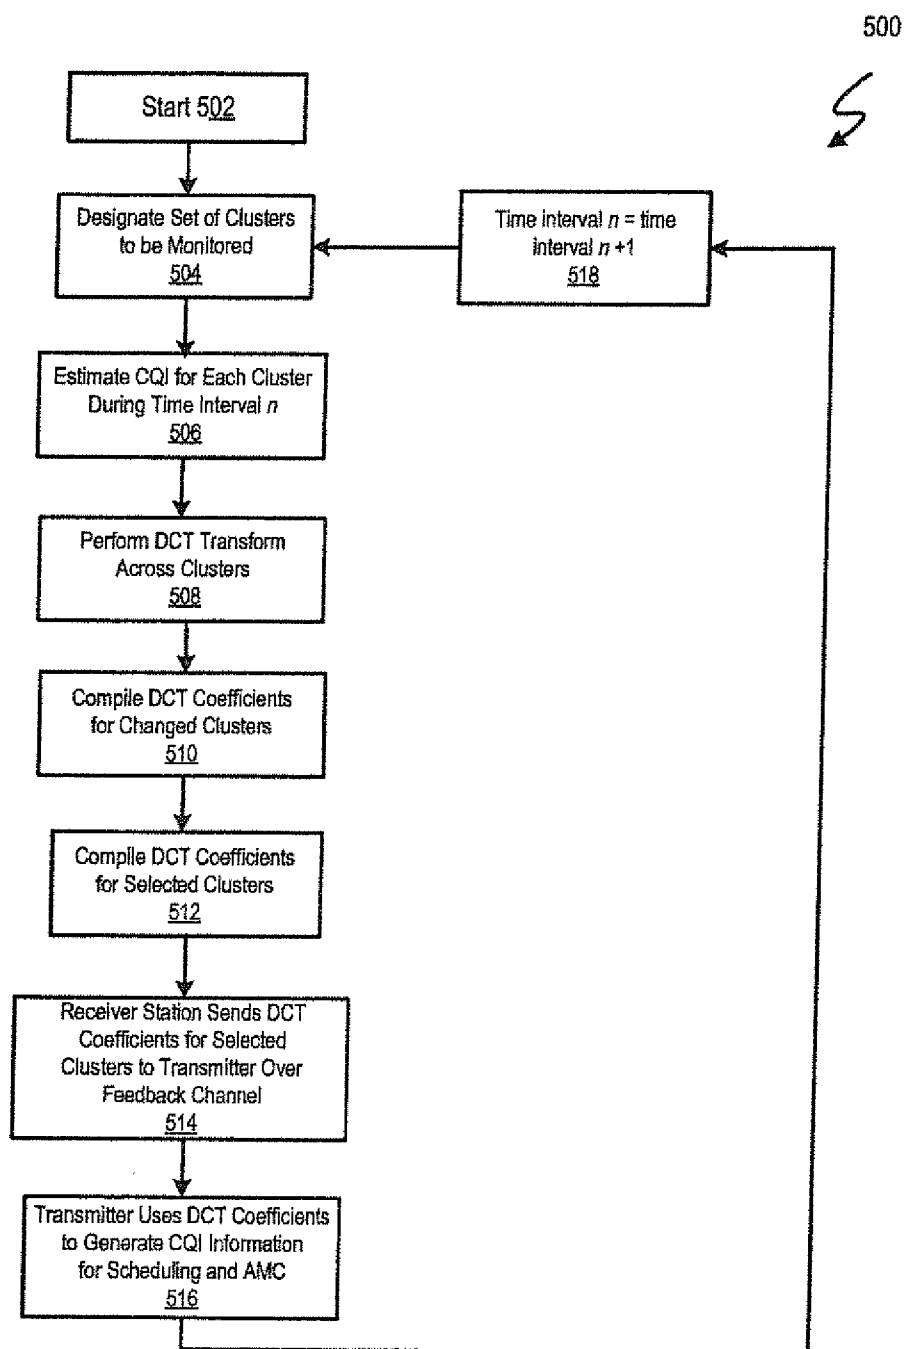 500
Start 502
Designate Set of Clusters
to be Monitored
504
Time interval n = time
interval n +1
518
Estimate CQI for Each Cluster
During Time Interval n
506
Perform DCT Transform
Across Clusters
508
Compile DCT Coefficients
for Changed Clusters
510
Compile DCT Coefficients
for Selected Clusters
512
Receiver Station Sends DCT
Coefficients for Selected
Clusters to Transmitter Over
Feedback Channel
514
Transmitter Uses DCT Coefficients
to Generate CQI Information
for Scheduling and AMC
516